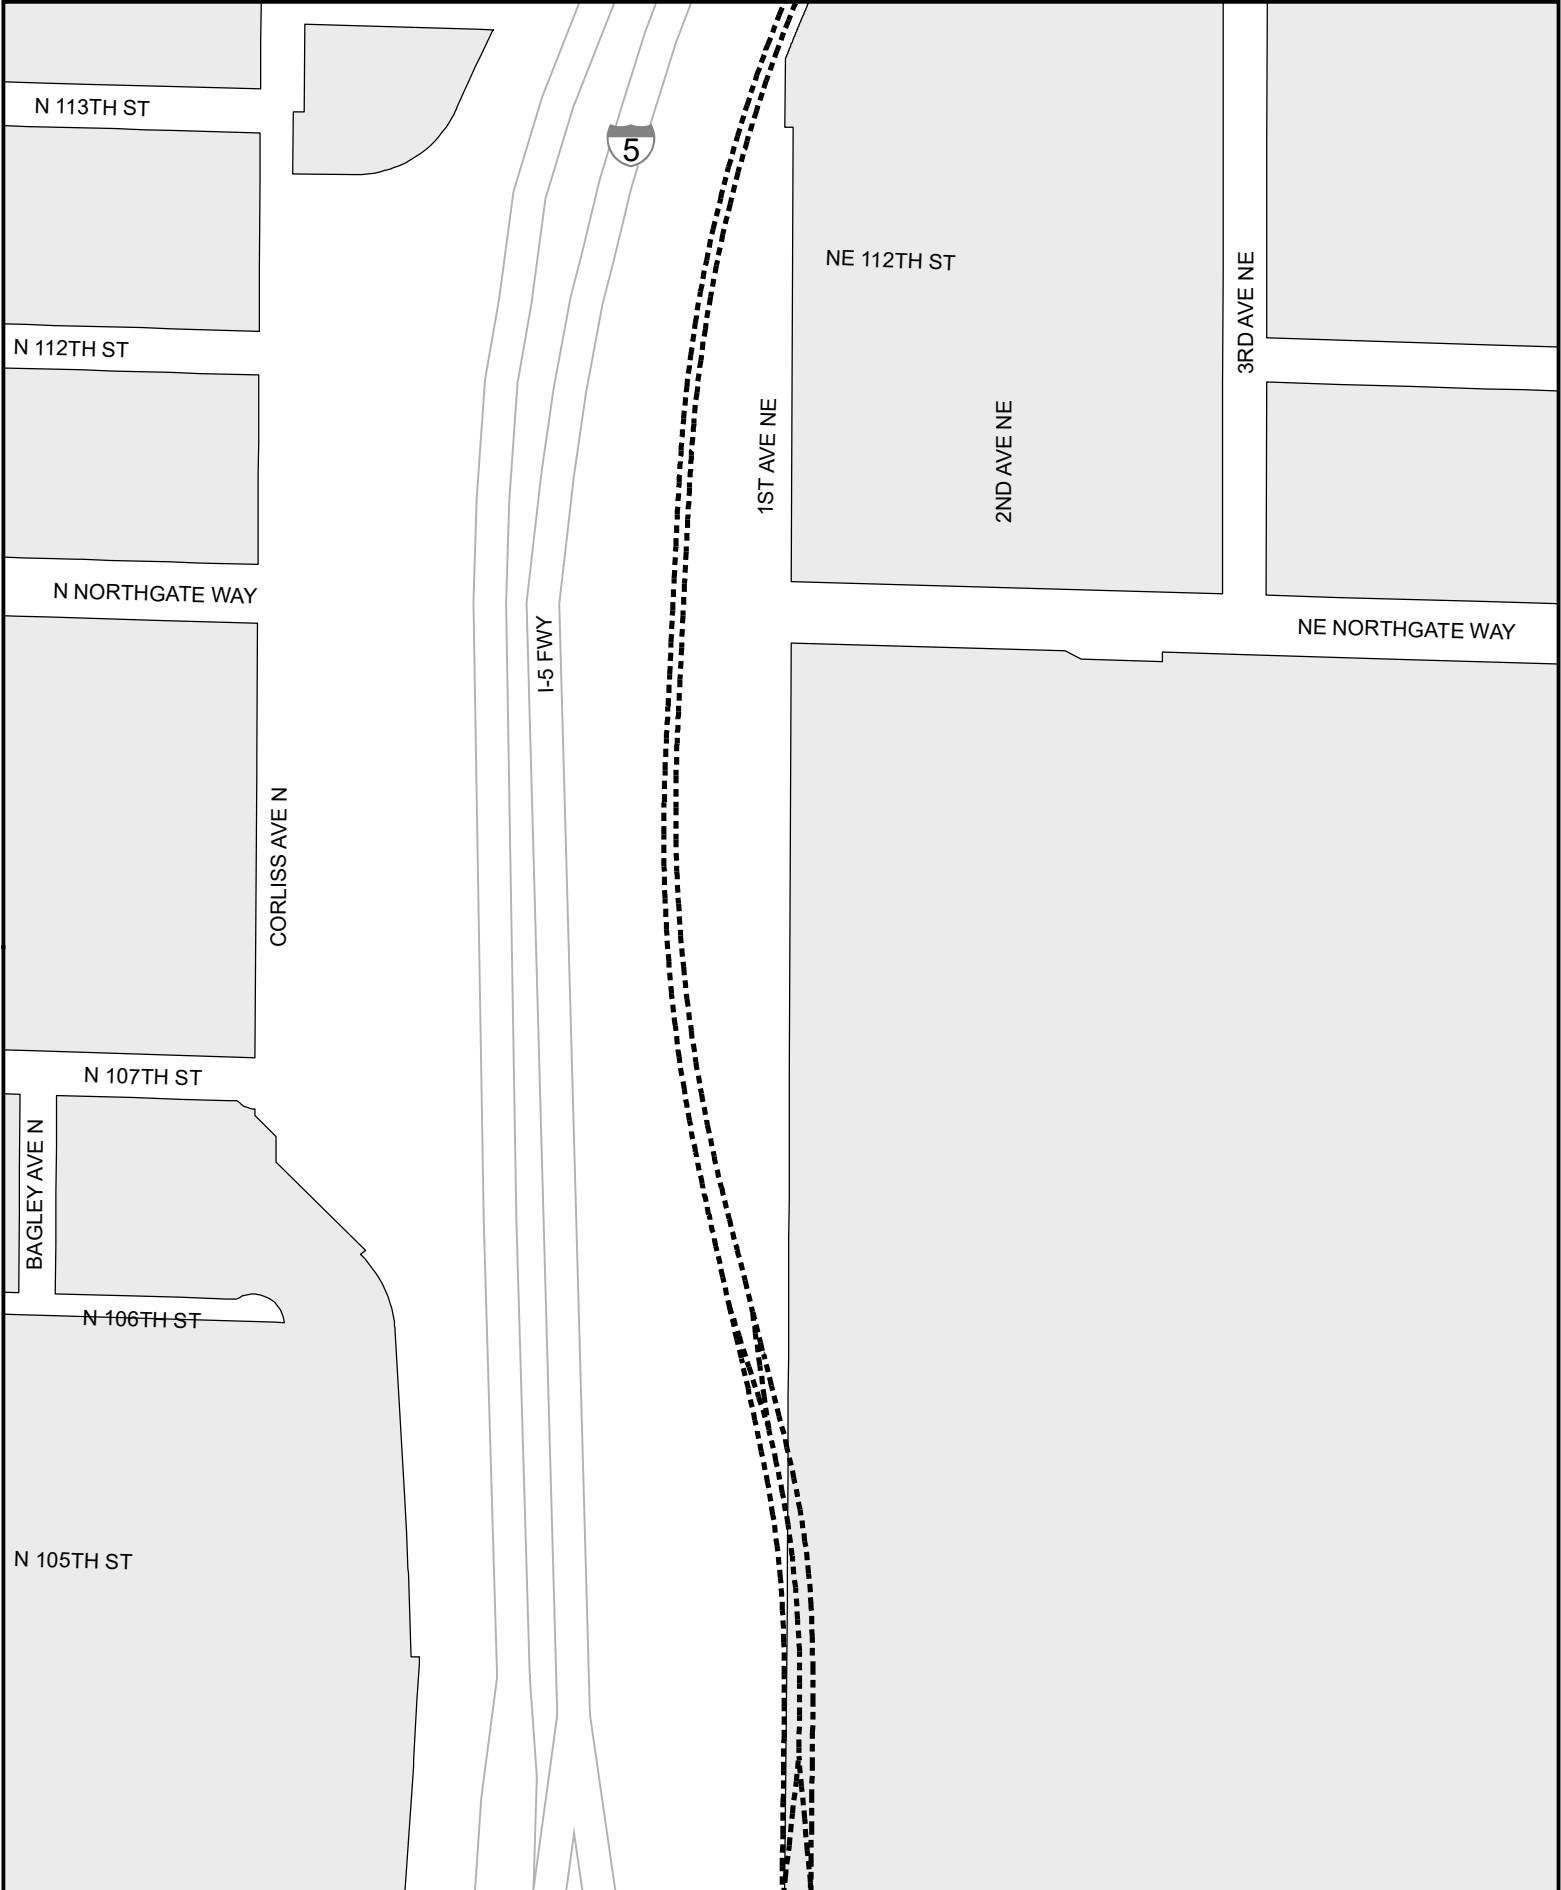 N 113TH ST
5
NE 112TH ST
3RD AVE NE
N 112TH ST
1ST AVE NE
2ND AVE NE
N NORTHGATE WAY
I-5 FWY
NE NORTHGATE WAY
CORLISS AVE N
N 107TH ST
BAGLEY AVE N
N 106TH ST
N 105TH ST